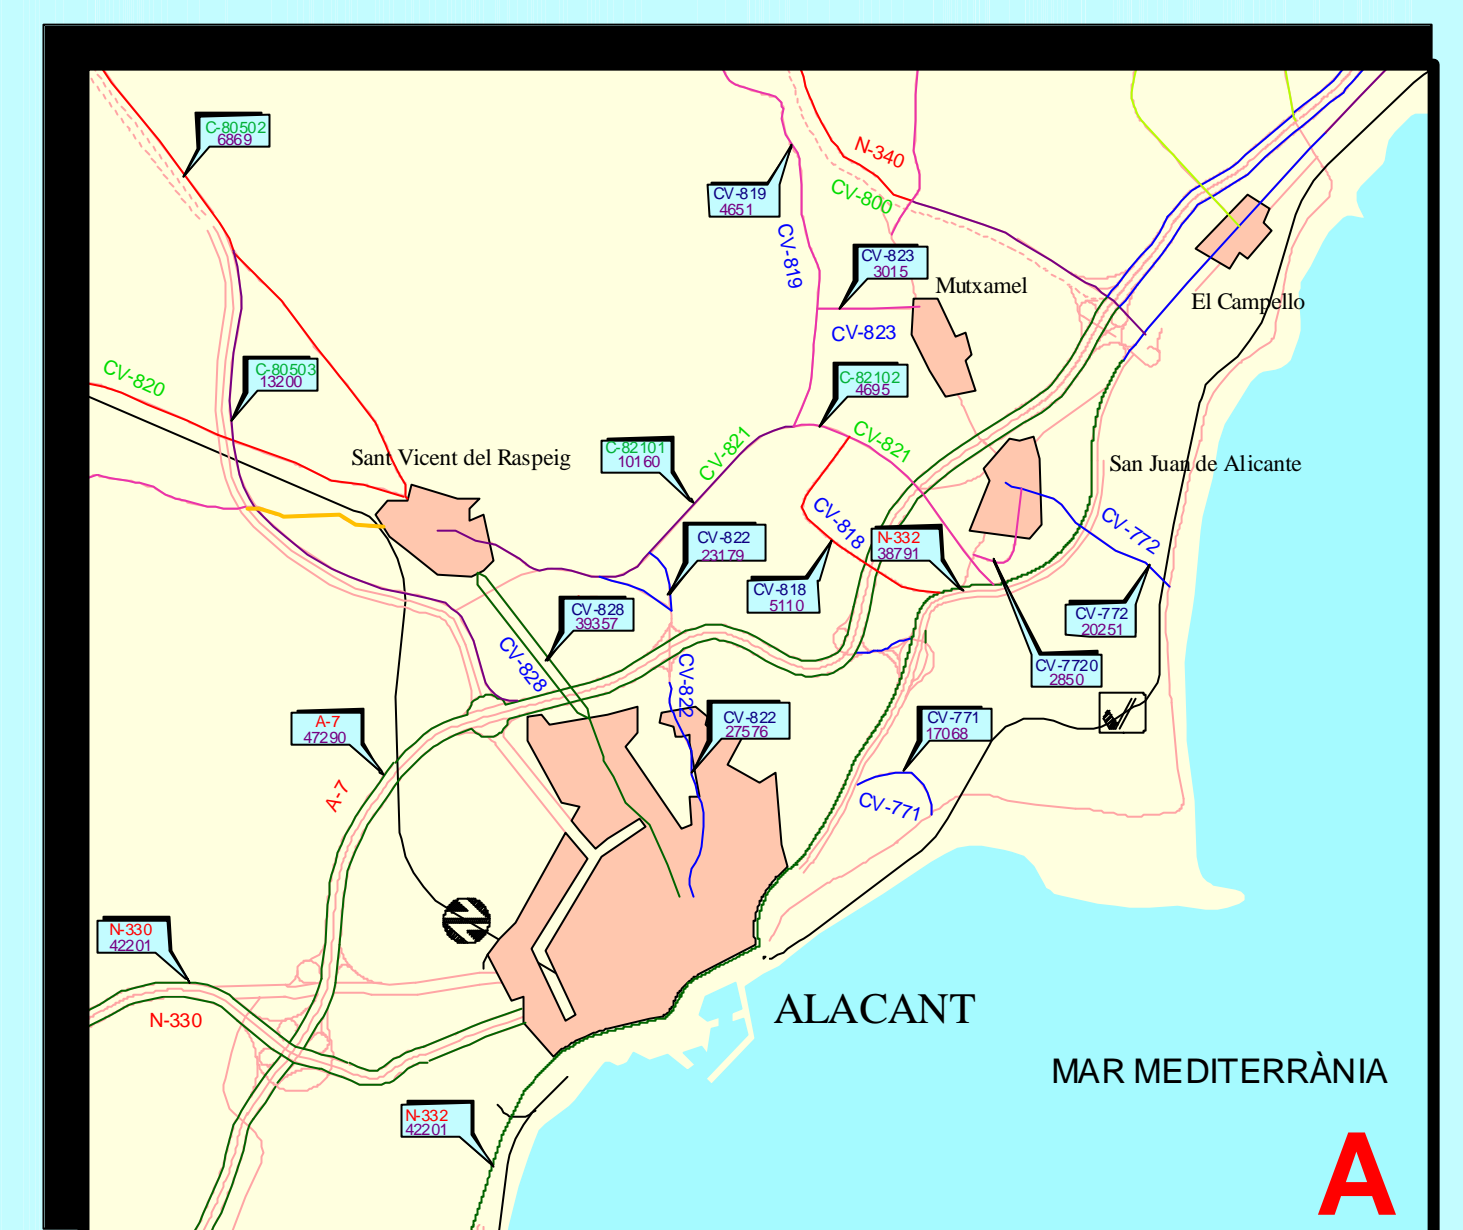 C-80502
6869
N-340
CV-800
CV-819
4651
CV-819
CV-823
3015
Mutxamel
El Campello
CV-823
CV-820
C-80503
13200
C-82102
4695
CV-821
CV-821
C-82101
10160
Sant Vicent del Raspeig
San Juan de Alicante
CV-818
CV-772
CV-822
23179
N-332
38791
CV-818
5110
CV-828
39357
CV-772
20251
CV-828
CV-822
CV-7720
2850
A-7
47290
CV-822
27576
CV-771
17068
A-7
CV-771
N-330
42201
N-330
ALACANT
MAR MEDITERRÀNIA
N-332
42201
A